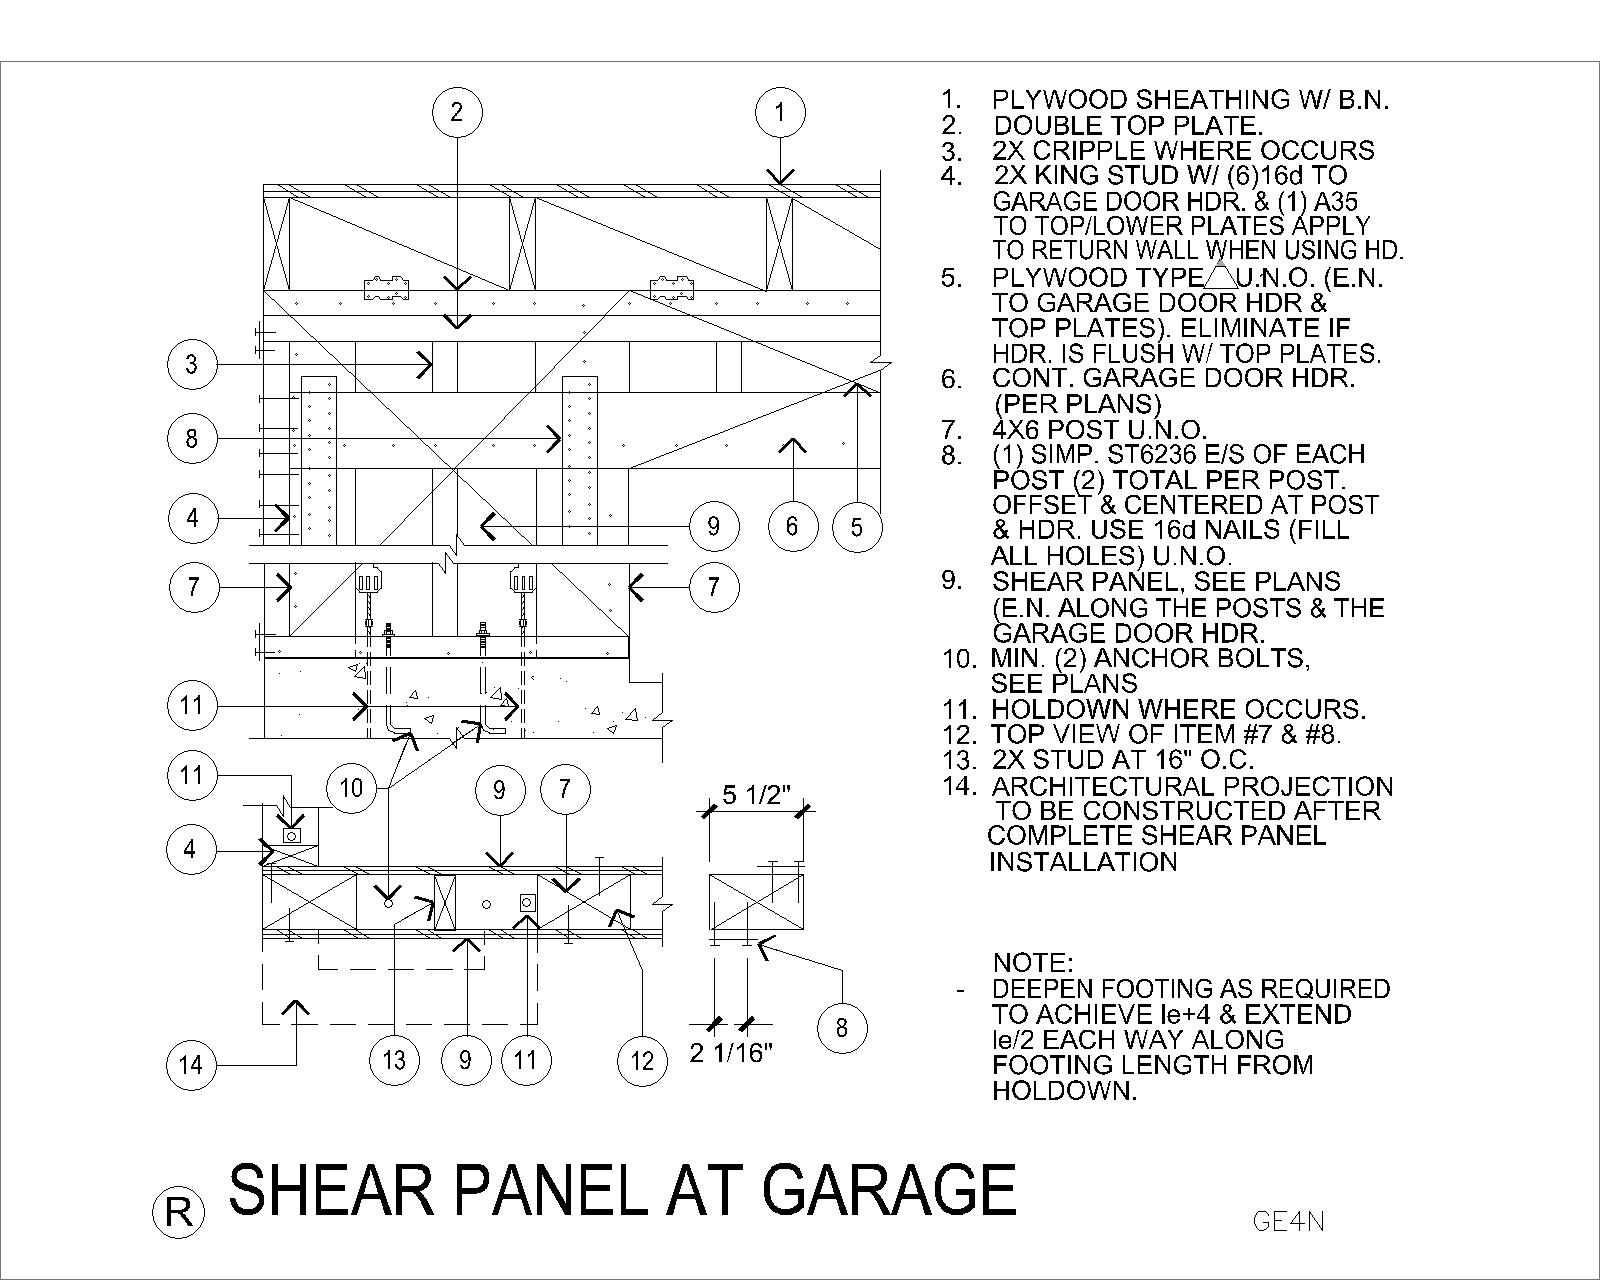 2
1
3
8
4
9
6
5
7
7
11
11
10
9
7
4
5 1/2"
14
13
9
11
12
8
2 1/16"
1. PLYWOOD SHEATHING W/ B.N.
2. DOUBLE TOP PLATE.
3. 2X CRIPPLE WHERE OCCURS
4. 2X KING STUD W/ (6)16d TO
GARAGE DOOR HDR. & (1) A35
TO TOP/LOWER PLATES APPLY
TO RETURN WALL WHEN USING HD.
5. PLYWOOD TYPE U.N.O. (E.N.
TO GARAGE DOOR HDR &
TOP PLATES). ELIMINATE IF
HDR. IS FLUSH W/ TOP PLATES.
6. CONT. GARAGE DOOR HDR.
(PER PLANS)
7. 4X6 POST U.N.O.
8. (1) SIMP. ST6236 E/S OF EACH
POST (2) TOTAL PER POST.
OFFSET & CENTERED AT POST
& HDR. USE 16d NAILS (FILL
ALL HOLES) U.N.O.
9. SHEAR PANEL, SEE PLANS
(E.N. ALONG THE POSTS & THE
GARAGE DOOR HDR.
10. MIN. (2) ANCHOR BOLTS,
SEE PLANS
11. HOLDOWN WHERE OCCURS.
12. TOP VIEW OF ITEM #7 & #8.
13. 2X STUD AT 16" O.C.
14. ARCHITECTURAL PROJECTION
TO BE CONSTRUCTED AFTER
COMPLETE SHEAR PANEL
INSTALLATION
NOTE:
- DEEPEN FOOTING AS REQUIRED
TO ACHIEVE le+4 & EXTEND
le/2 EACH WAY ALONG
FOOTING LENGTH FROM
HOLDOWN.
R SHEAR PANEL AT GARAGE
GE4N